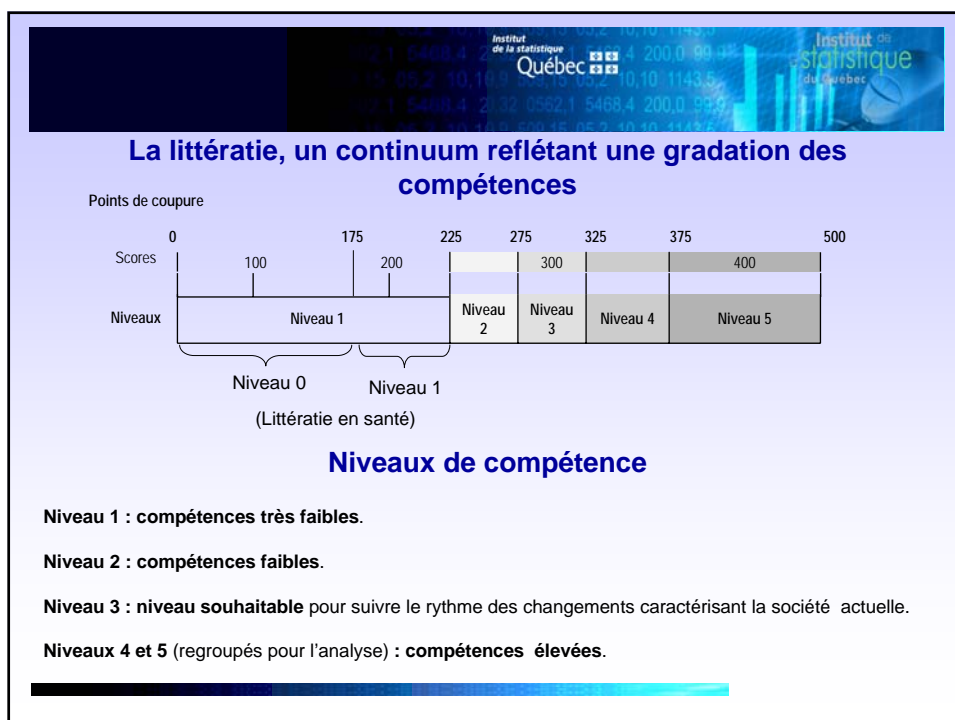 Institut
de la statistique
Québec
Institut de
statistique
du Québec
La littératie, un continuum reflétant une gradation des
compétences
Points de coupure
0 175 225 275 325 375 500
Scores 100 200 300 400
Niveaux Niveau 1 Niveau 2 Niveau 3 Niveau 4 Niveau 5
Niveau 0 Niveau 1
(Littératie en santé)
Niveaux de compétence
Niveau 1 : compétences très faibles.
Niveau 2 : compétences faibles.
Niveau 3 : niveau souhaitable pour suivre le rythme des changements caractérisant la société actuelle.
Niveaux 4 et 5 (regroupés pour l'analyse) : compétences élevées.